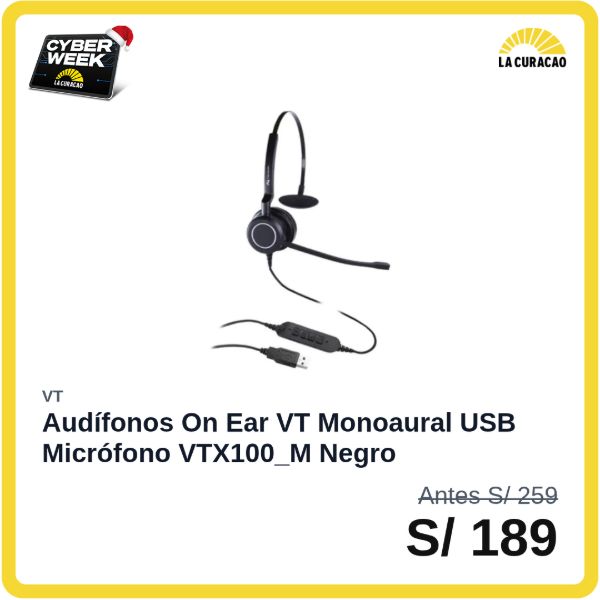 CYBER
WEEK
LA CURACAO
LA CURACAO
VT
Audífonos On Ear VT Monoaural USB
Micrófono VTX100_M Negro
Antes S/ 259
S/ 189